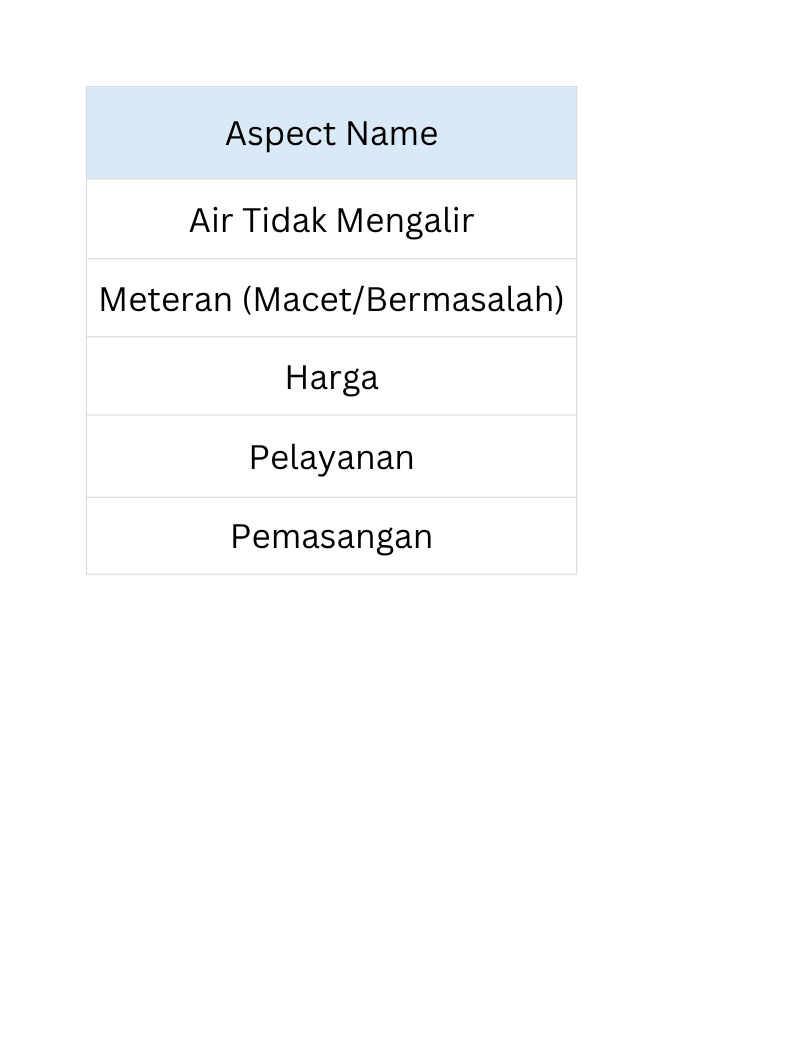 Aspect Name
Air Tidak Mengalir
Meteran (Macet/Bermasalah)
Harga
Pelayanan
Pemasangan